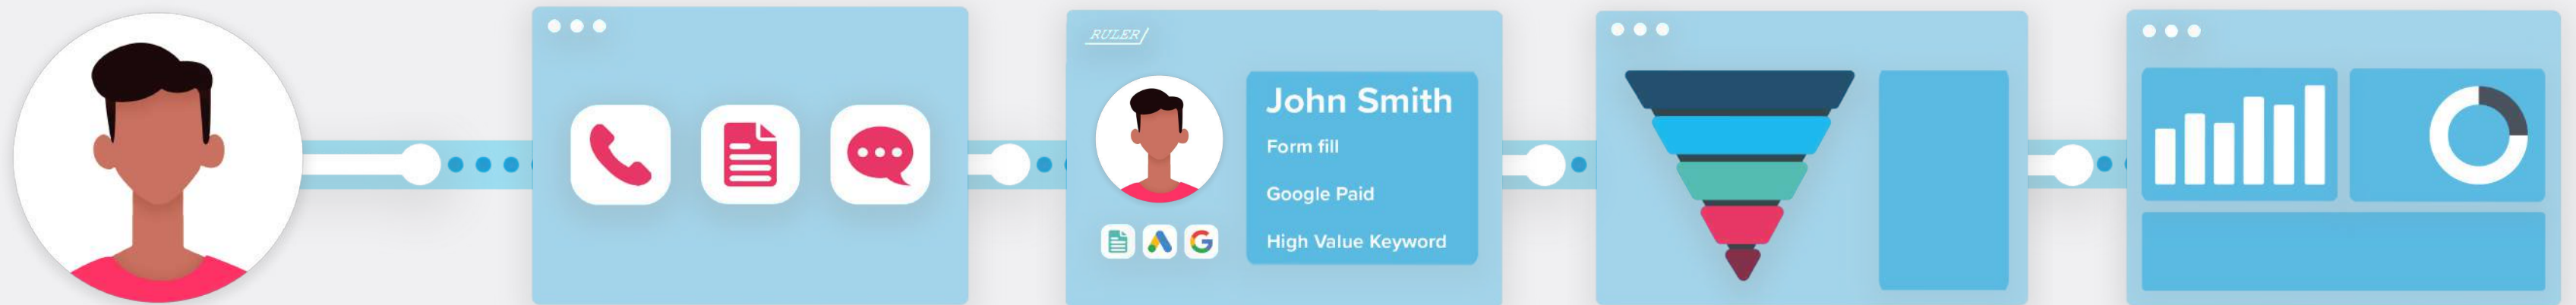 RULER
John Smith
Form fill
Google Paid
High Value Keyword